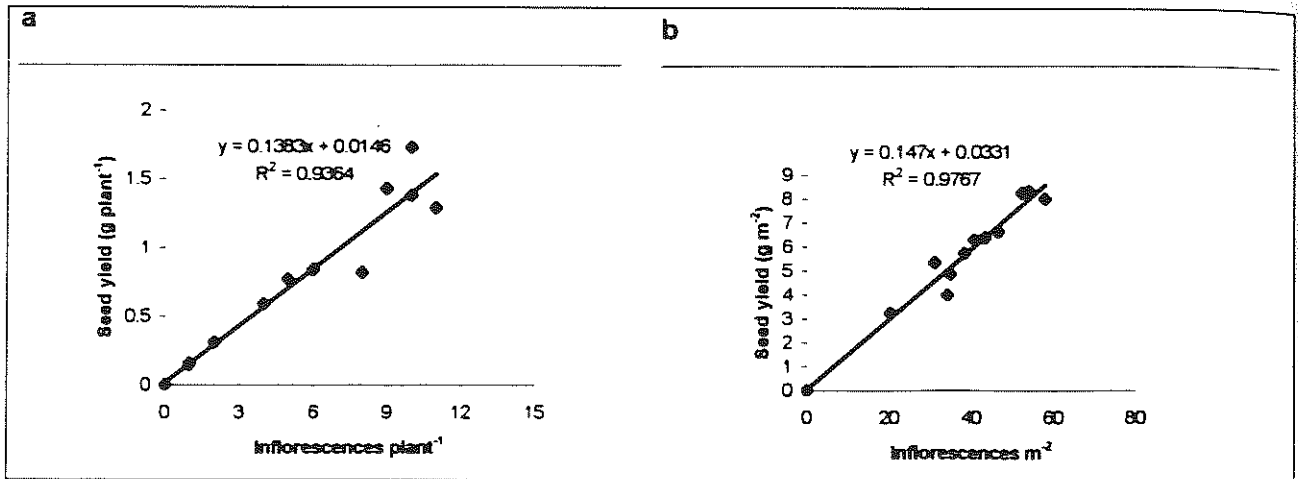 a
y = 0.1383x + 0.0146
R² = 0.9364
Seed yield (g plant⁻¹)
2
1.5
1
0.5
0
0
3
6
9
12
15
Inflorescences plant⁻¹
b
y = 0.147x + 0.0331
R² = 0.9767
Seed yield (g m⁻²)
9
8
7
6
5
4
3
2
1
0
0
20
40
60
80
Inflorescences m⁻²